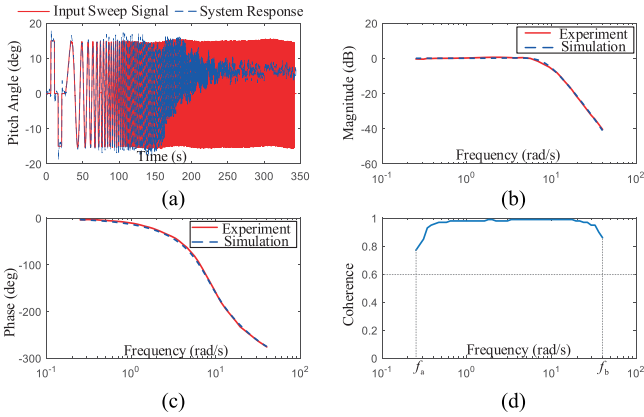 Input Sweep Signal System Response
Pitch Angle (deg)
20
10
0
-10
-20
Time (s)
0 50 100 150 200 250 300 350
(a)
Magnitude (dB)
20
0
-20
-40
-60
Experiment
Simulation
Frequency (rad/s)
10^-1 10^0 10^1 10^2
(b)
Phase (deg)
0
-100
-200
-300
Experiment
Simulation
Frequency (rad/s)
10^-1 10^0 10^1 10^2
(c)
Coherence
1
0.8
0.6
0.4
0.2
0
Frequency (rad/s)
10^-1 f_a 10^0 10^1 f_b 10^2
(d)